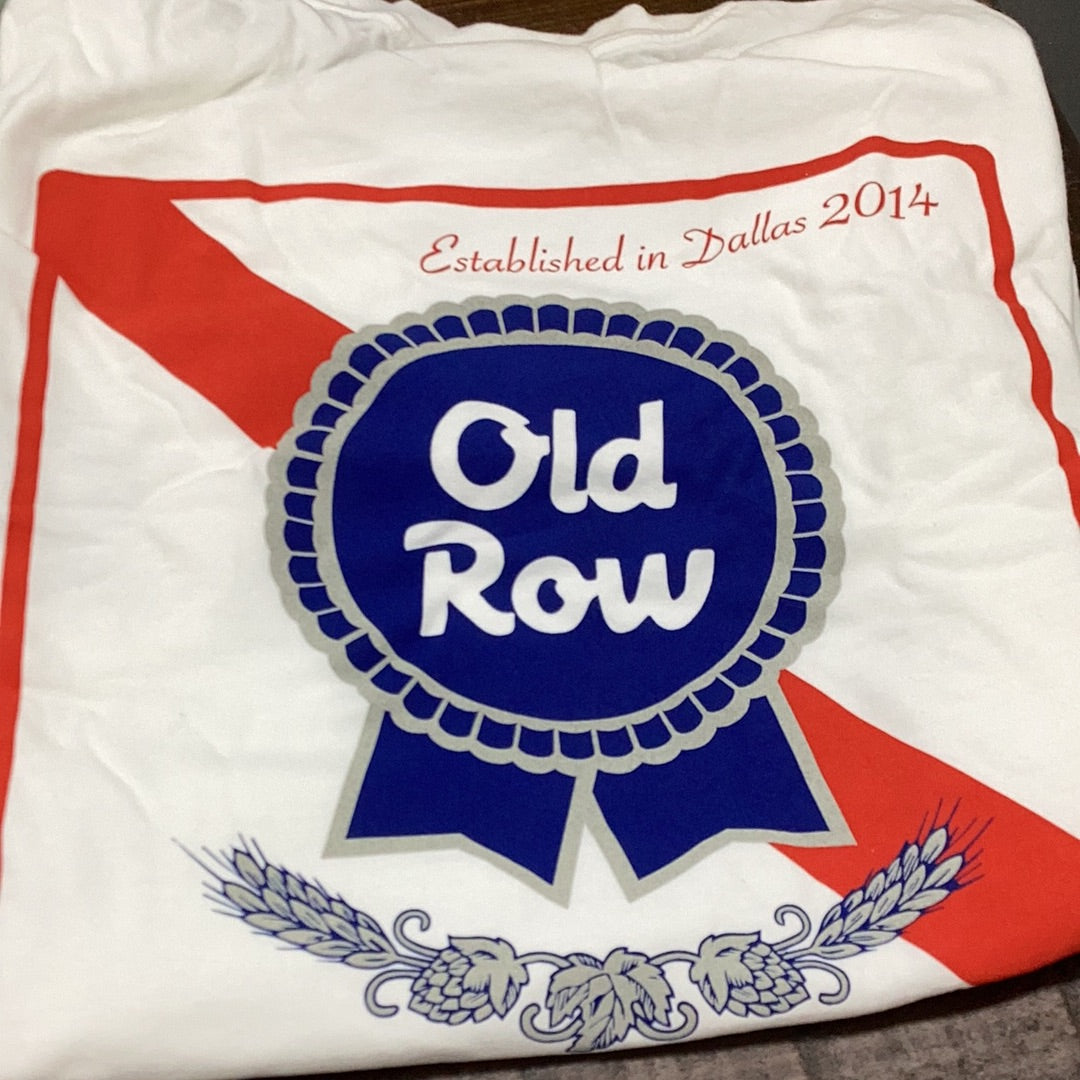 Established in Dallas 2014
Old
Row